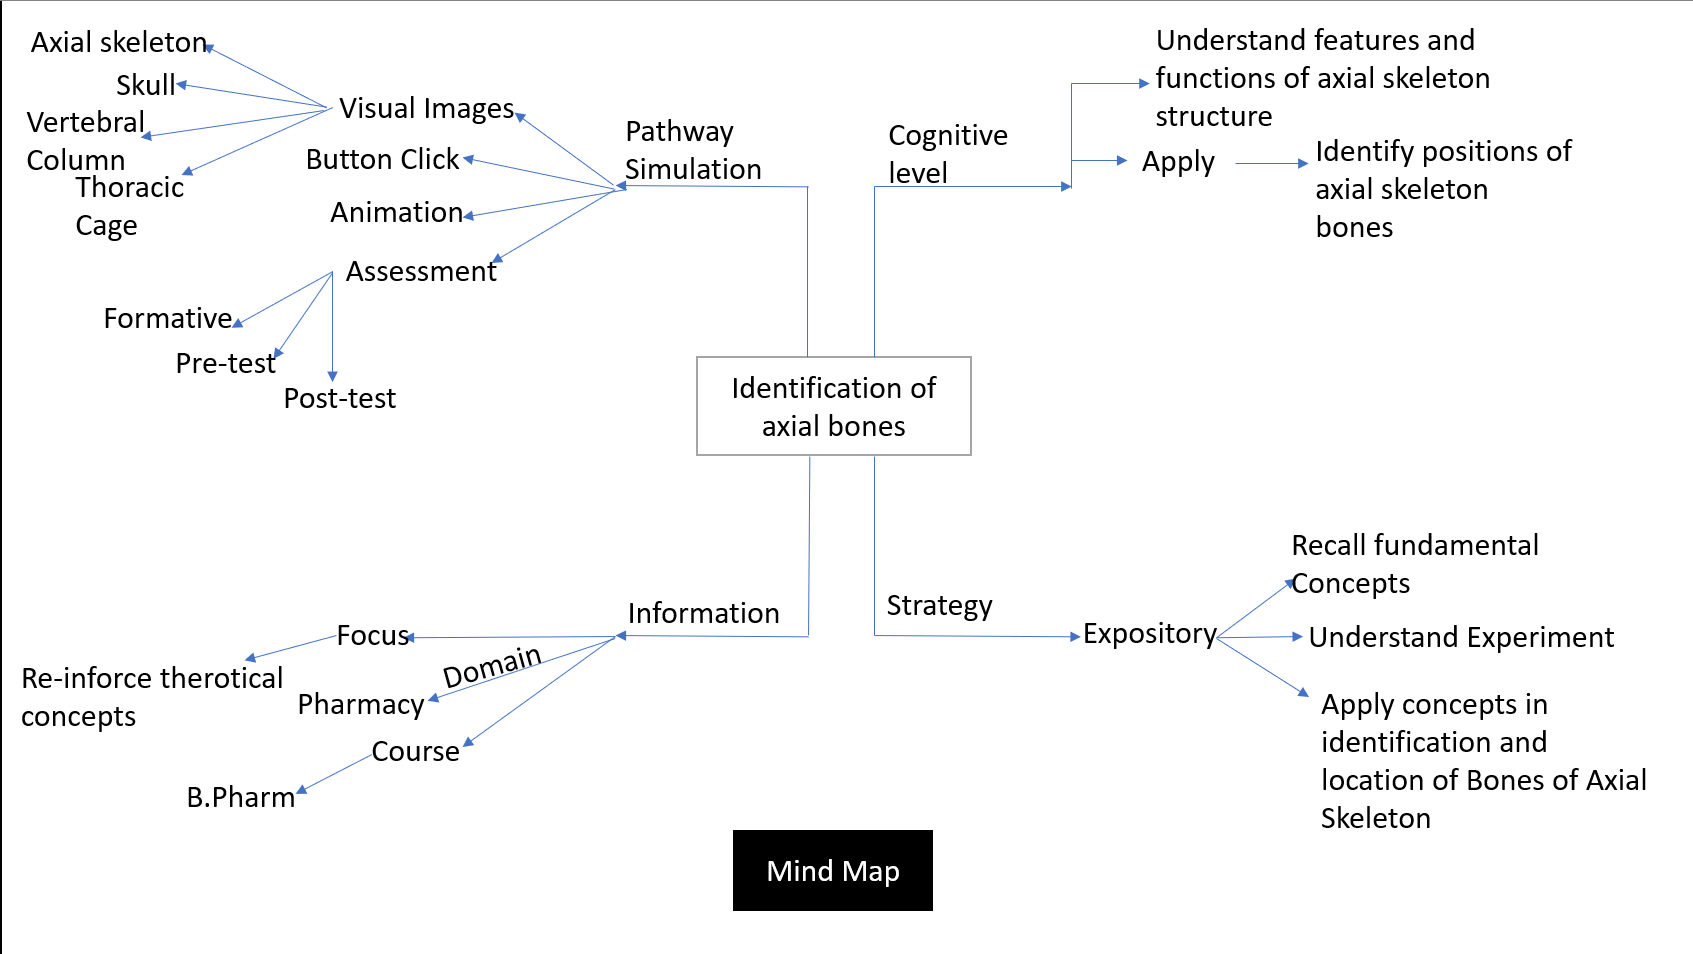 Axial skeleton
Skull
Vertebral
Column
Thoracic
Cage
Visual Images
Button Click
Animation
Assessment
Formative
Pre-test
Post-test
Pathway
Simulation
Cognitive
level
Understand features and
functions of axial skeleton
structure
Apply
Identify positions of
axial skeleton
bones
Identification of
axial bones
Information
Focus
Re-inforce therotical
concepts
Domain
Pharmacy
Course
B.Pharm
Strategy
Expository
Recall fundamental
Concepts
Understand Experiment
Apply concepts in
identification and
location of Bones of Axial
Skeleton
Mind Map